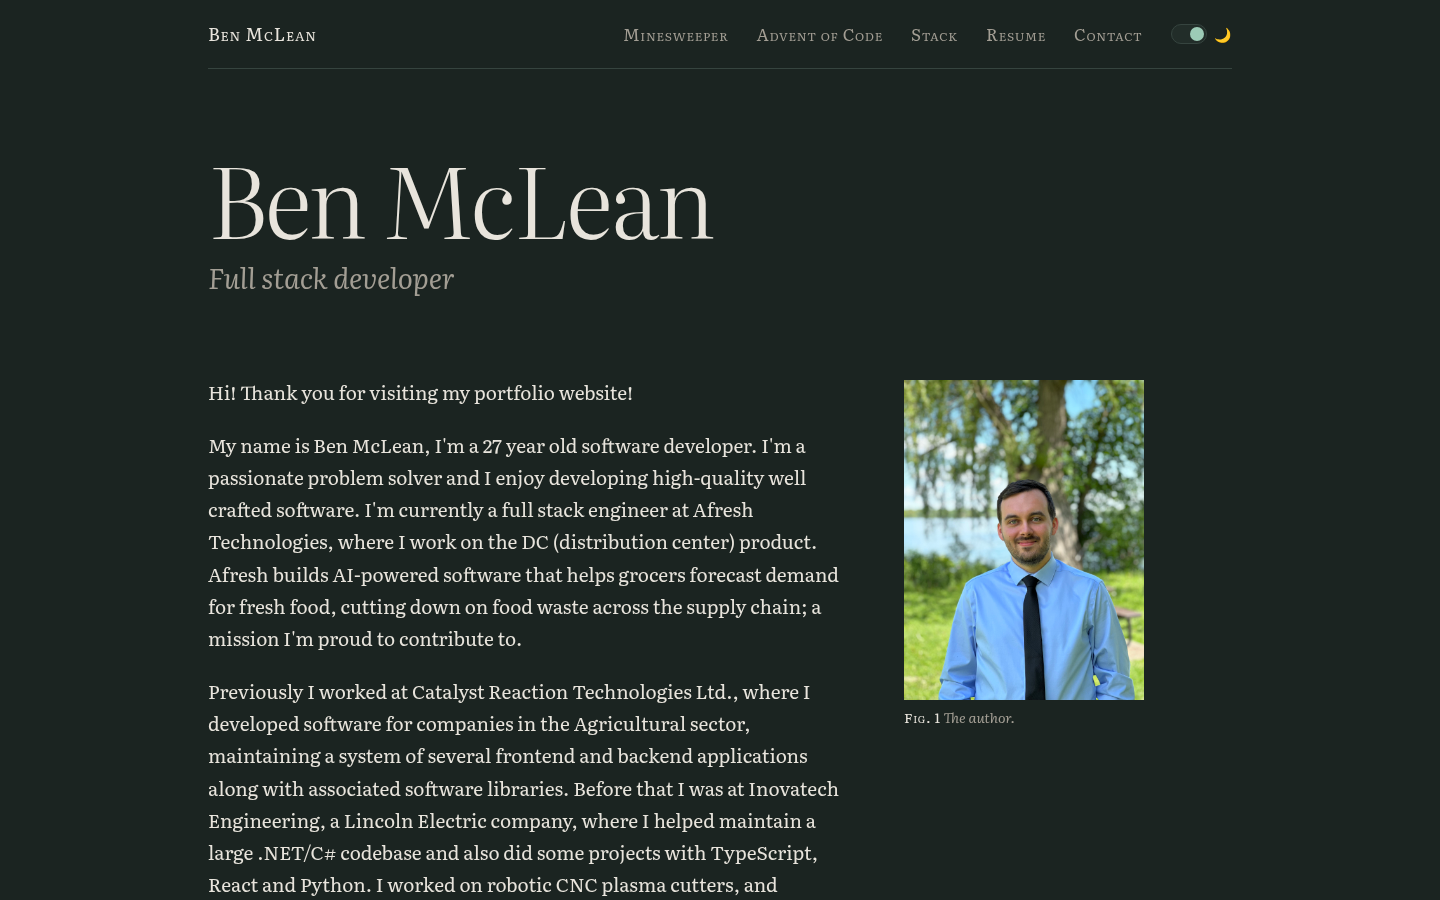 Ben McLean
Minesweeper Advent of Code Stack Resume Contact
Ben McLean
Full stack developer
Hi! Thank you for visiting my portfolio website!
My name is Ben McLean, I'm a 27 year old software developer. I'm a
passionate problem solver and I enjoy developing high-quality well
crafted software. I'm currently a full stack engineer at Afresh
Technologies, where I work on the DC (distribution center) product.
Afresh builds AI-powered software that helps grocers forecast demand
for fresh food, cutting down on food waste across the supply chain; a
mission I'm proud to contribute to.
Fig. 1 The author.
Previously I worked at Catalyst Reaction Technologies Ltd., where I
developed software for companies in the Agricultural sector,
maintaining a system of several frontend and backend applications
along with associated software libraries. Before that I was at Inovatech
Engineering, a Lincoln Electric company, where I helped maintain a
large .NET/C# codebase and also did some projects with TypeScript,
React and Python. I worked on robotic CNC plasma cutters, and